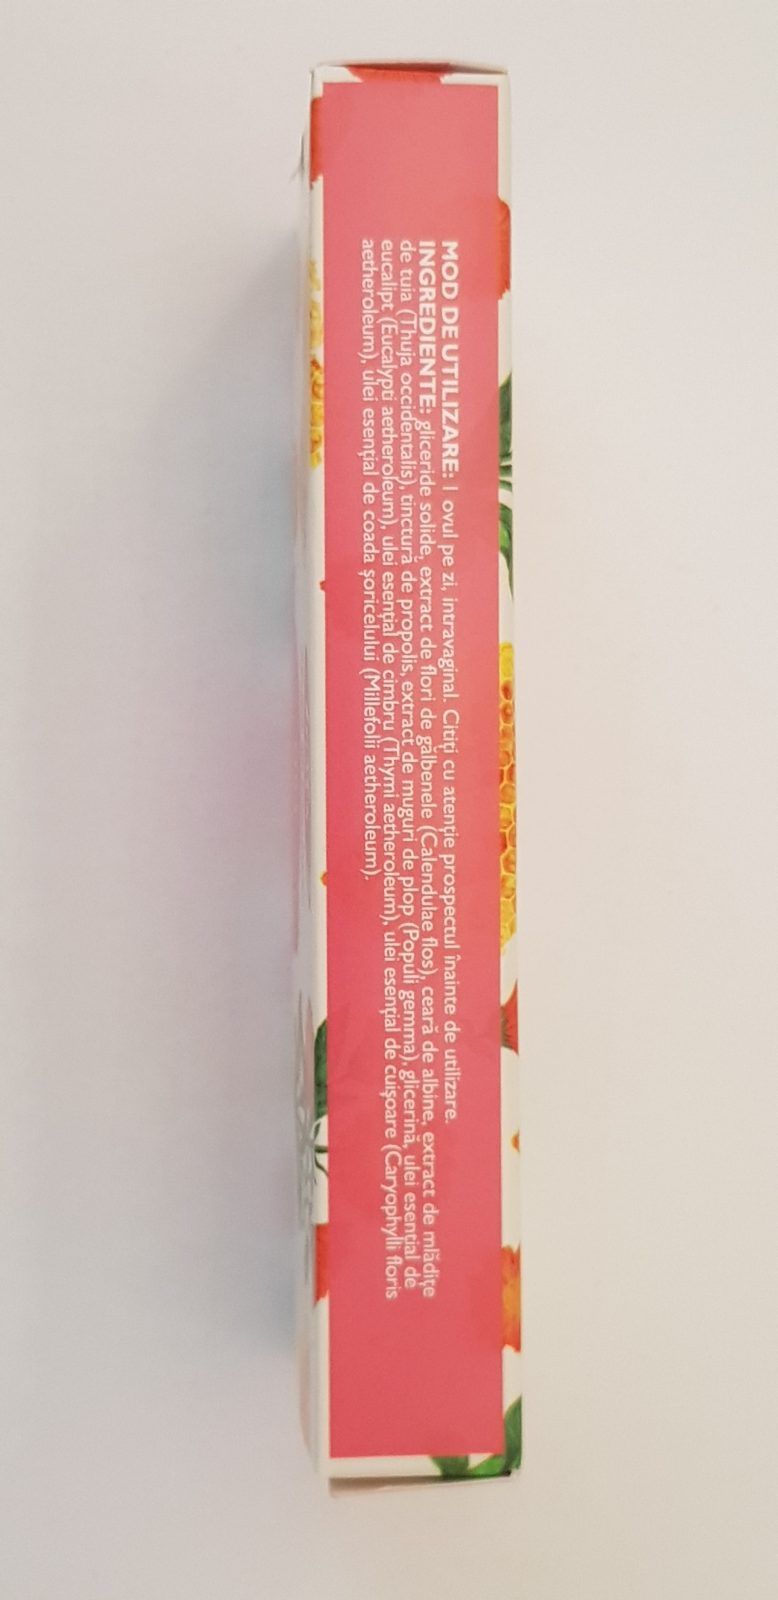 MOD DE UTILIZARE: 1 ovul pe zi, intravaginal. Citiți cu atenție prospectul înainte de utilizare.
INGREDIENTE: gliceride solide, extract de flori de gălbenele (Calendulae flos), ceară de albine, extract de mlădițe
de tuia (Thuja occidentalis), tinctură de propolis, extract de muguri de plop (Populi gemma), glicerină, ulei esențial de
eucalipt (Eucalypti aetheroleum), ulei esențial de cimbru (Thymi aetheroleum), ulei esențial de cuișoare (Caryophylli floris
aetheroleum), ulei esențial de coada șoricelului (Millefolii aetheroleum).